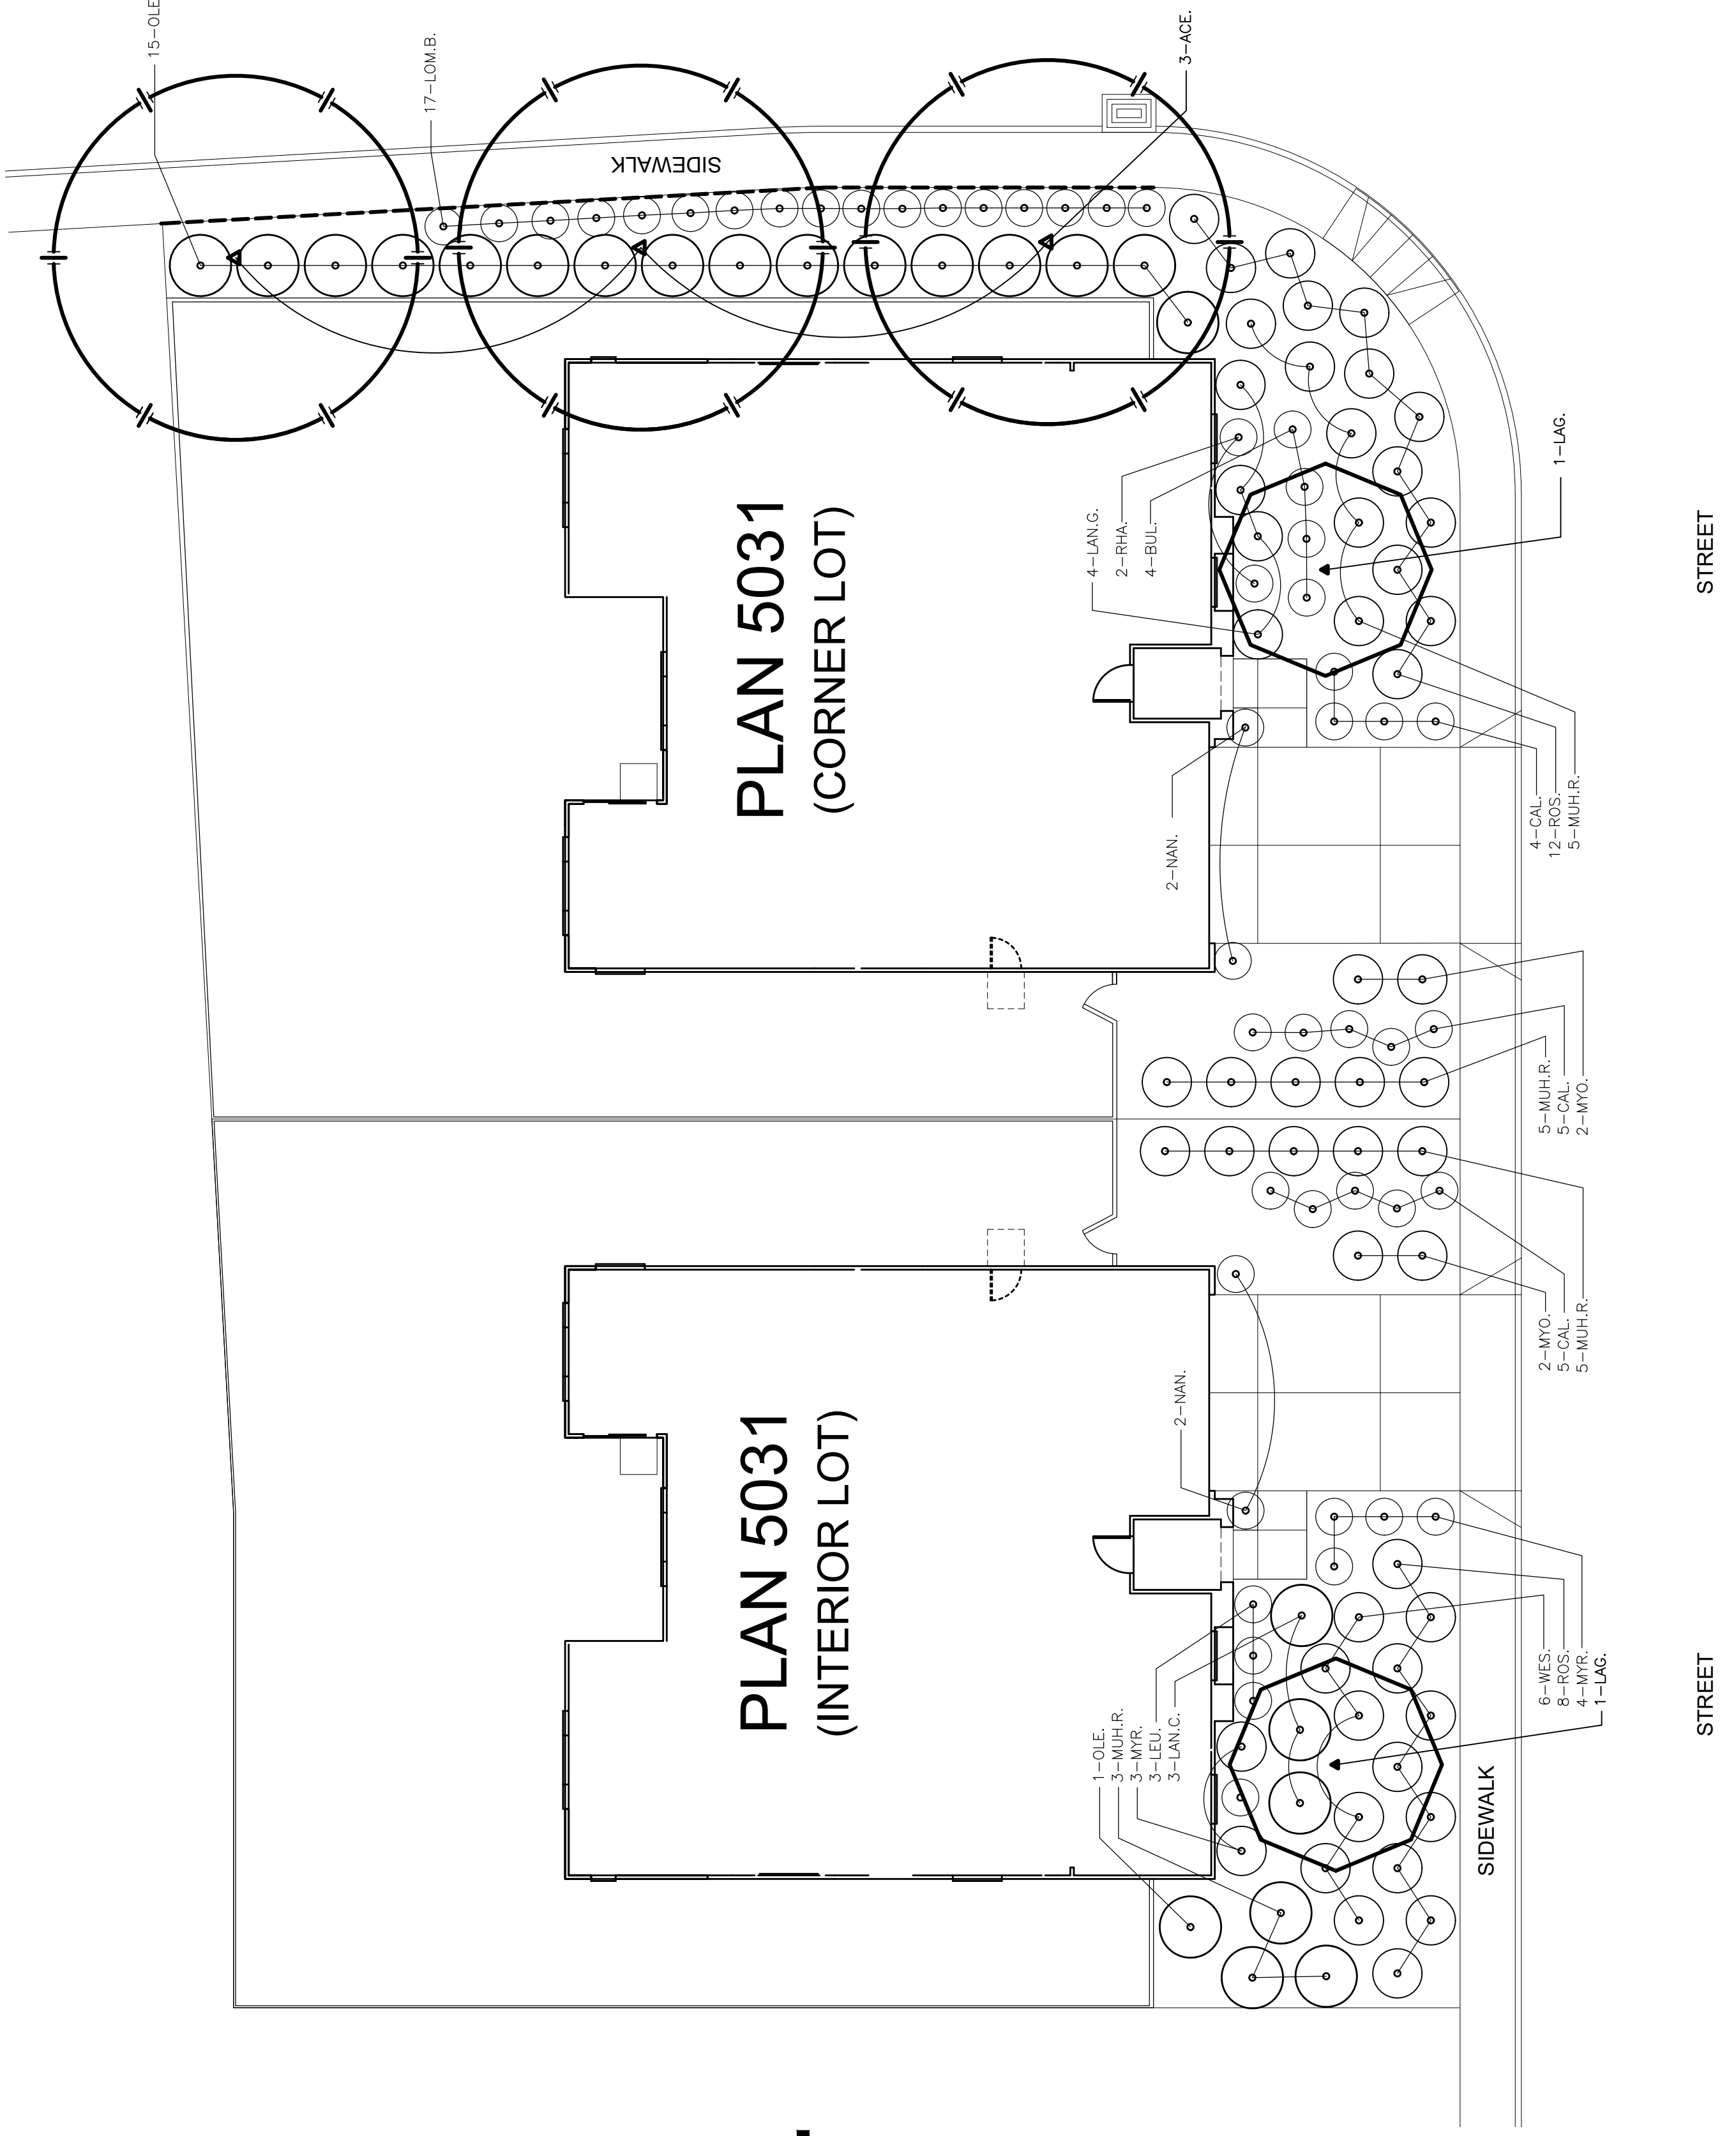 15-OLE
17-LOM.B.
3-ACE.
SIDEWALK
PLAN 5031
(CORNER LOT)
4-LAN.G.
2-RHA.
4-BUL.
1-LAG.
STREET
2-NAN.
4-CAL.
12-ROS.
5-MUH.R.
5-MUH.R.
5-CAL.
2-MYO.
2-MYO.
5-CAL.
5-MUH.R.
PLAN 5031
(INTERIOR LOT)
2-NAN.
1-OLE.
3-MUH.R.
3-MYR.
3-LEU.
3-LAN.C.
6-WES.
8-ROS.
4-MYR.
1-LAG.
SIDEWALK
STREET